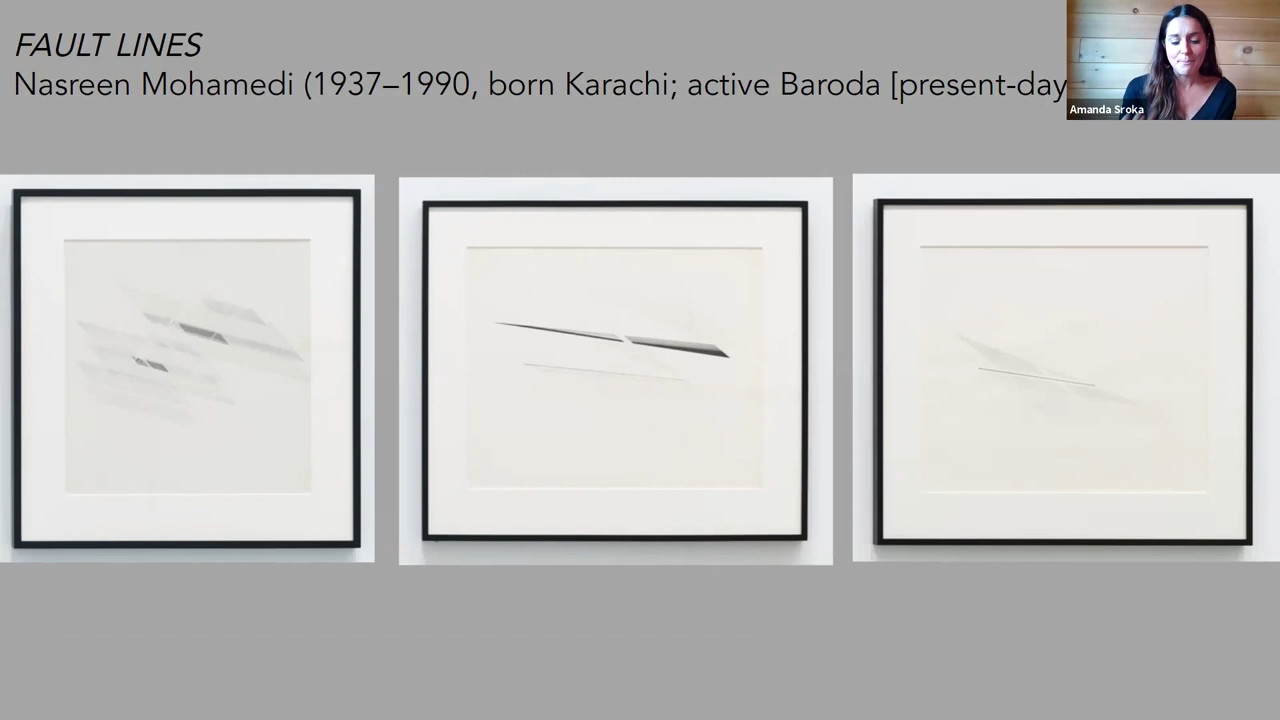 FAULT LINES
Nasreen Mohamedi (1937–1990, born Karachi; active Baroda [present-day
Amanda Sroka